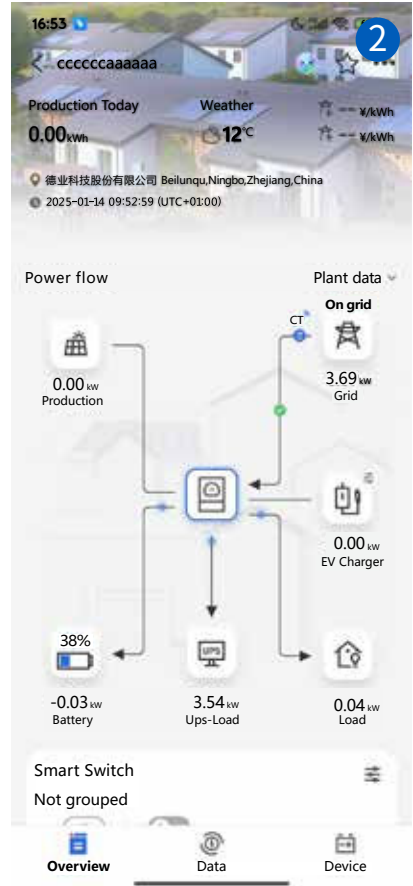 16:53
2
ccccccaaaaaa
Production Today
Weather
-- ¥/kWh
0.00 kWh
12°C
-- ¥/kWh
德业科技股份有限公司 Beilunqu,Ningbo,Zhejiang,China
2025-01-14 09:52:59 (UTC+01:00)
Power flow
Plant data
On grid
CT
0.00 kW
Production
3.69 kW
Grid
0.00 kW
EV Charger
38%
UPS
-0.03 kW
Battery
3.54 kW
Ups-Load
0.04 kW
Load
Smart Switch
Not grouped
Overview
Data
Device